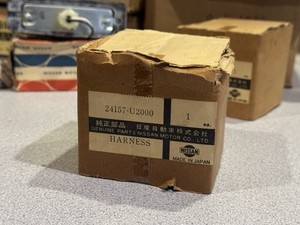 24157-U2000
1
純正部品 日産自動車株式会社
GENUINE PARTS NISSAN MOTOR CO., LTD.
HARNESS
NISSAN
MADE IN JAPAN